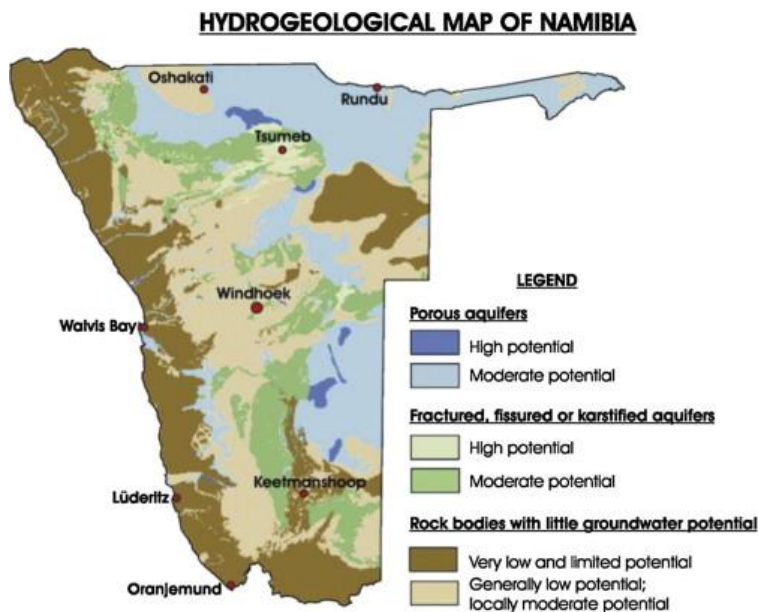 HYDROGEOLOGICAL MAP OF NAMIBIA
Oshakati
Rundu
Tsumeb
Windhoek
Walvis Bay
Keetmanshoop
Lüderitz
Oranjemund
LEGEND
Porous aquifers
High potential
Moderate potential
Fractured, fissured or karstified aquifers
High potential
Moderate potential
Rock bodies with little groundwater potential
Very low and limited potential
Generally low potential;
locally moderate potential